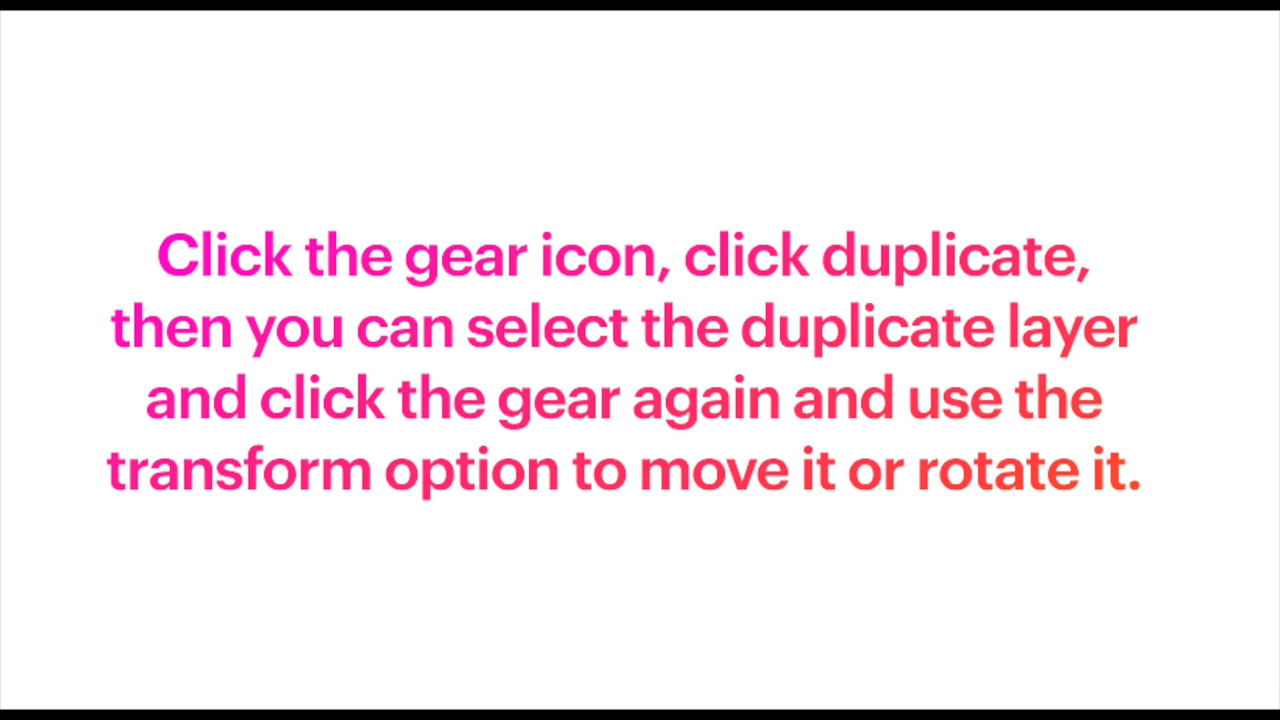 Click the gear icon, click duplicate,
then you can select the duplicate layer
and click the gear again and use the
transform option to move it or rotate it.